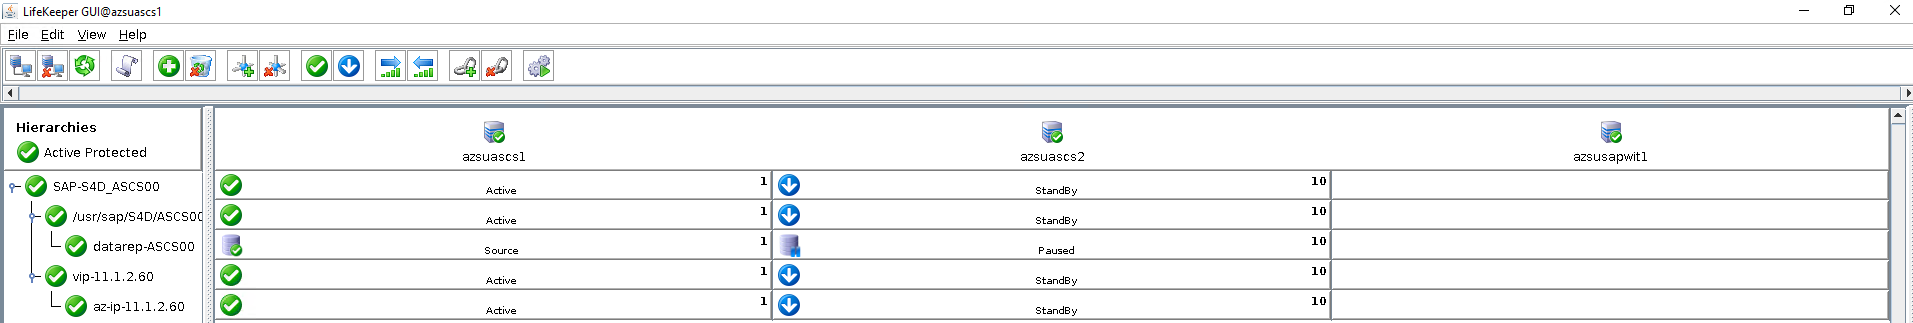 LifeKeeper GUI@azsuascs1
File Edit View Help
Hierarchies
Active Protected
azsuascs1 azsuascs2 azsusapwit1
SAP-S4D_ASCS00 Active 1 StandBy 10
/usr/sap/S4D/ASCS00 Active 1 StandBy 10
datarep-ASCS00 Source 1 Paused 10
vip-11.1.2.60 Active 1 StandBy 10
az-ip-11.1.2.60 Active 1 StandBy 10